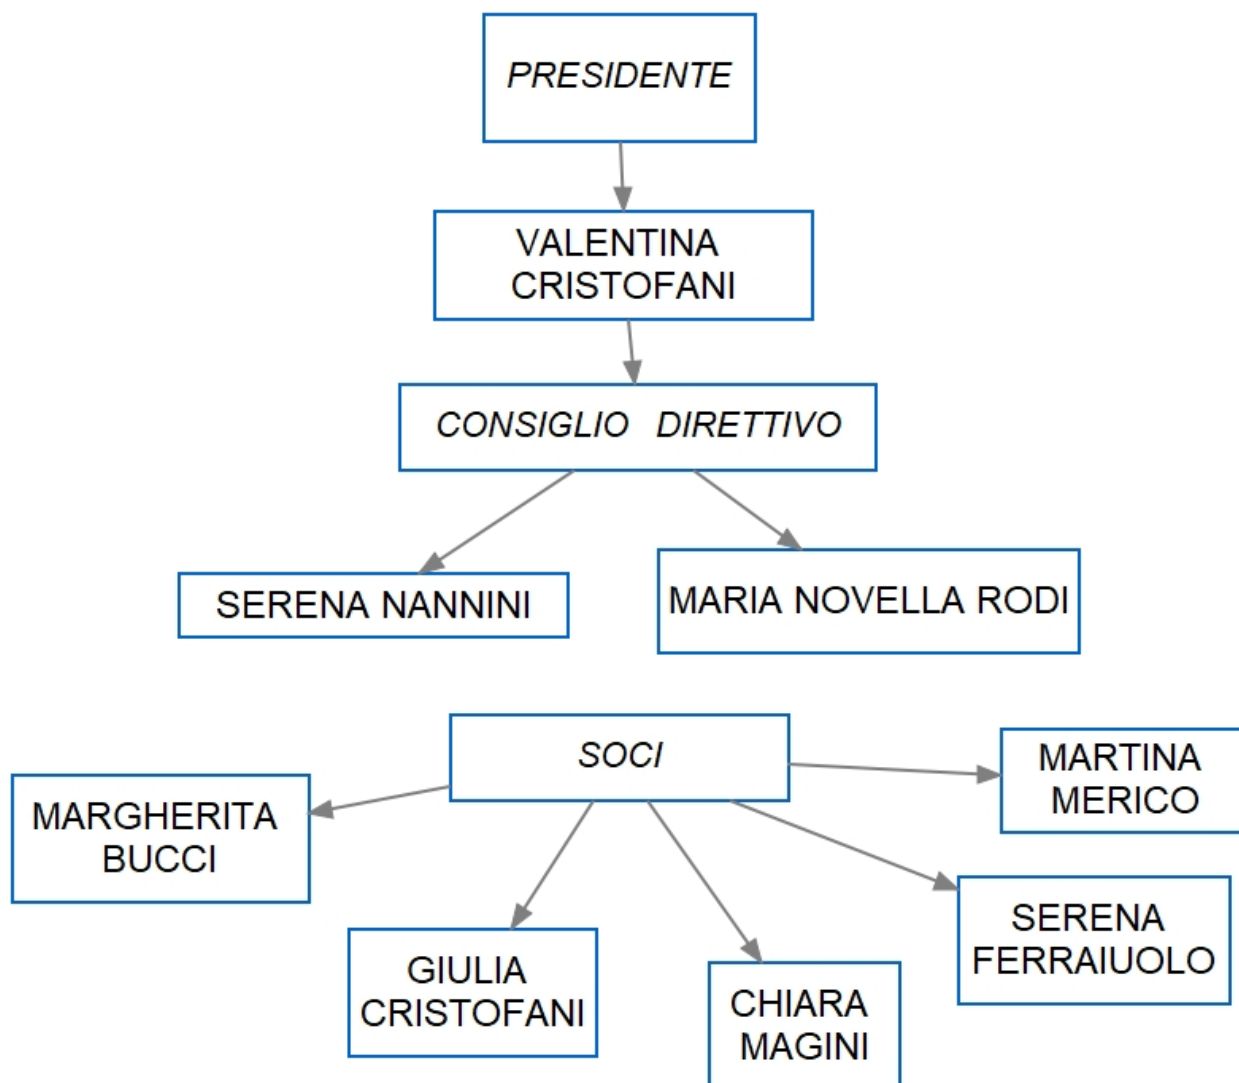 PRESIDENTE
VALENTINA
CRISTOFANI
CONSIGLIO DIRETTIVO
SERENA NANNINI
MARIA NOVELLA RODI
SOCI
MARTINA
MERICO
MARGHERITA
BUCCI
SERENA
FERRAIUOLO
GIULIA
CRISTOFANI
CHIARA
MAGINI